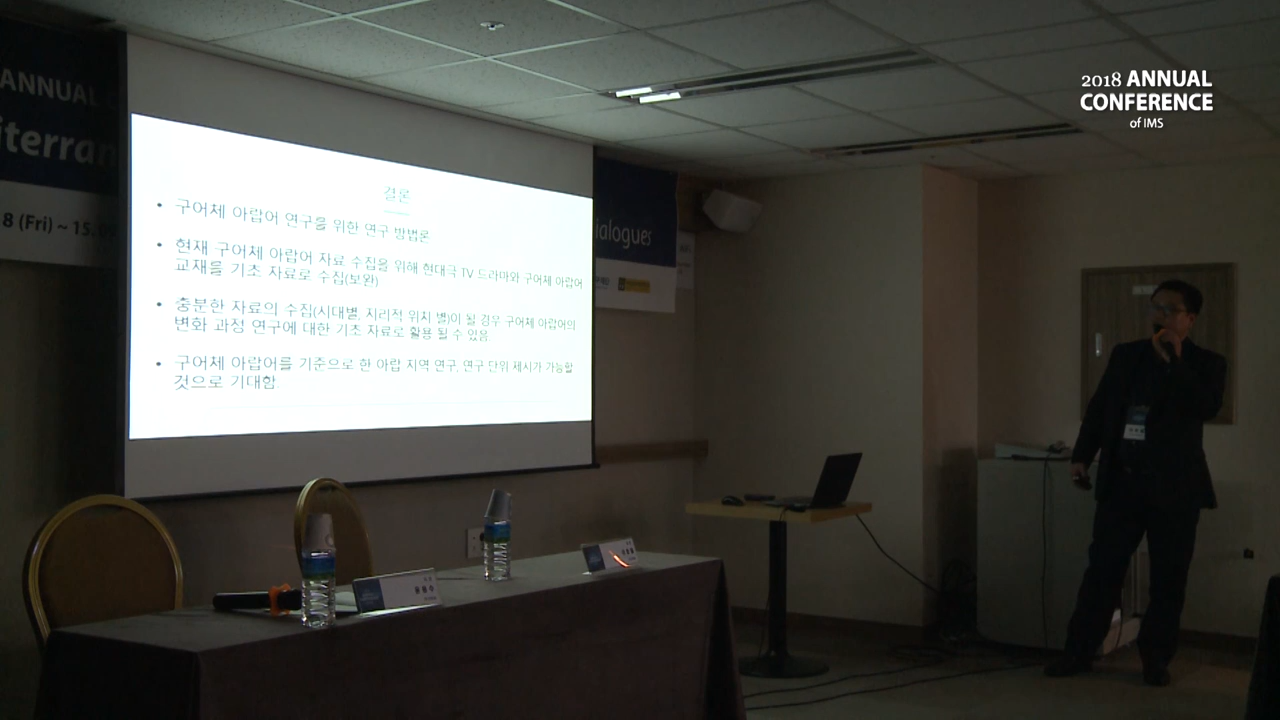 2018 ANNUAL
CONFERENCE
of IMS
ANNUAL
iterran
8 (Fri) ~ 15.
ialogues
결론
• 구어체 아랍어 연구를 위한 연구 방법론
• 현재 구어체 아랍어 자료 수집을 위해 현대극 TV 드라마와 구어체 아랍어
교재를 기초 자료로 수집(보완)
• 충분한 자료의 수집(시대별, 지리적 위치 별)이 될 경우 구어체 아랍어의
변화 과정 연구에 대한 기초 자료로 활용 될 수 있음.
• 구어체 아랍어를 기준으로 한 아랍 지역 연구, 연구 단위 제시가 가능할
것으로 기대함.